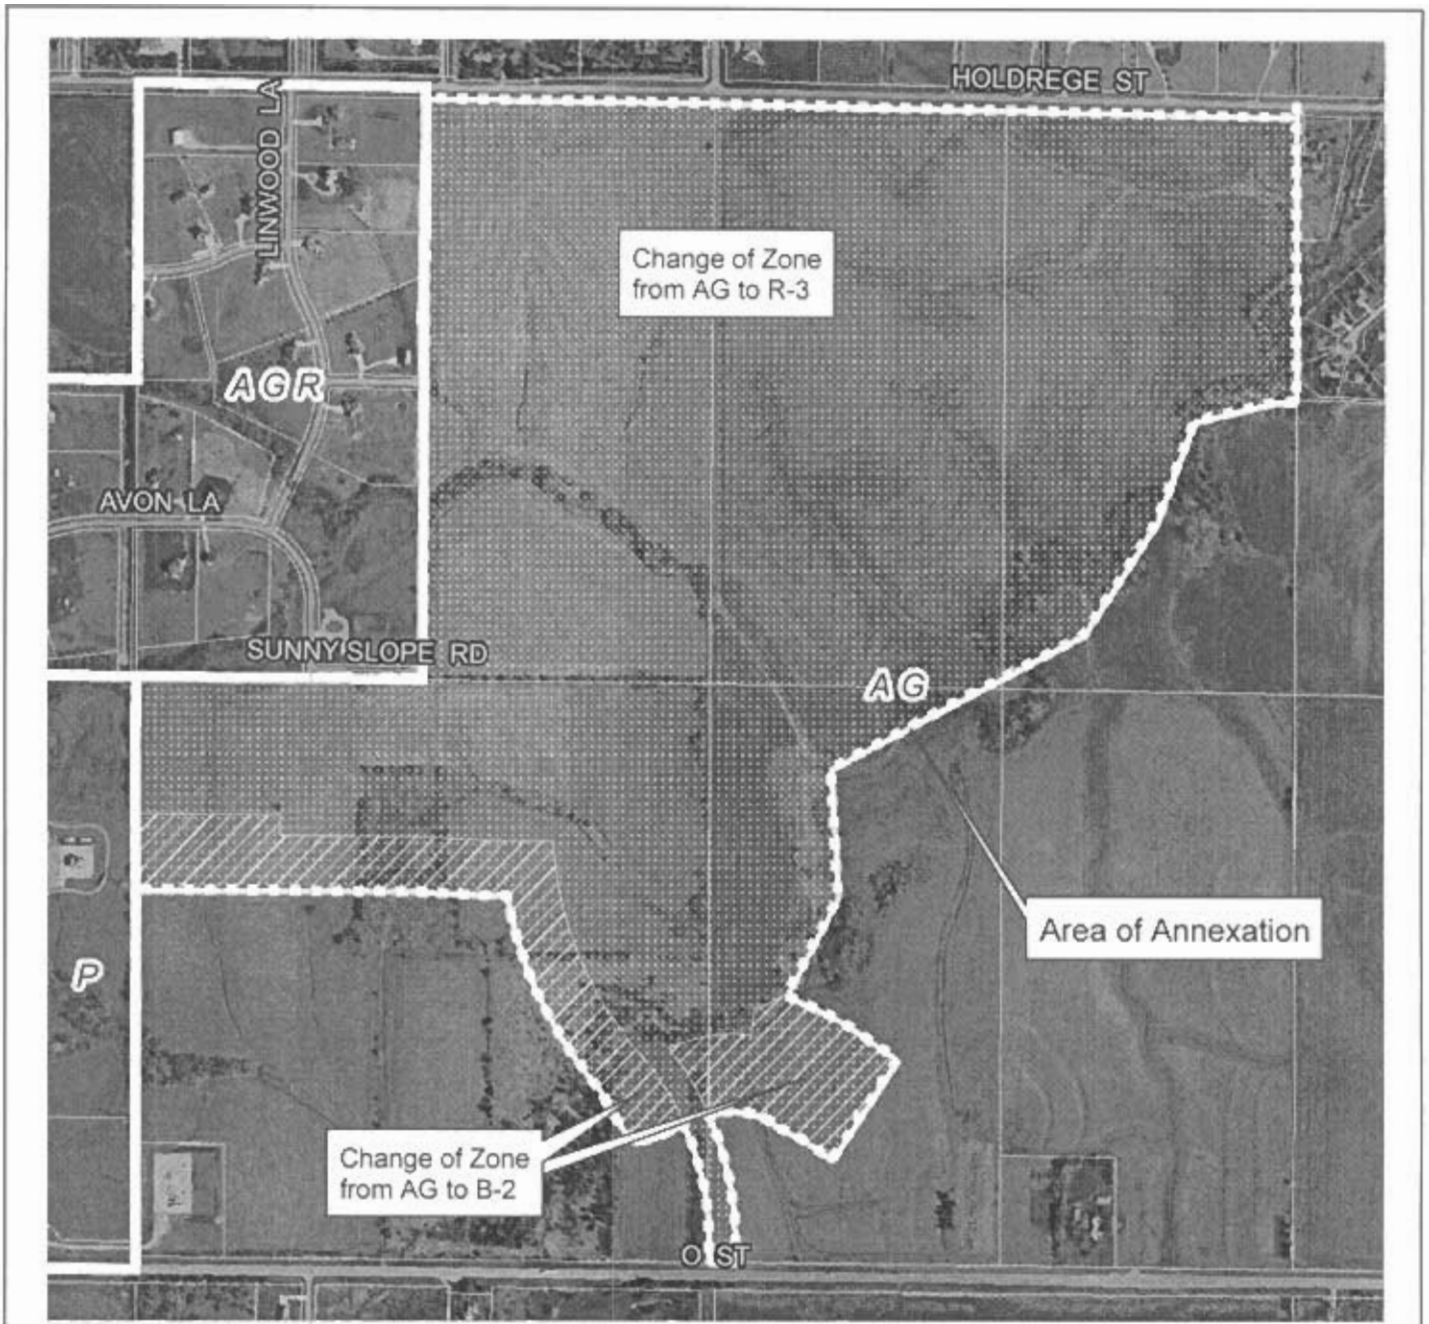 HOLDREGE ST
LINWOOD LA
Change of Zone
from AG to R-3
AGR
AVON LA
SUNNY SLOPE RD
AG
Area of Annexation
P
Change of Zone
from AG to B-2
O ST